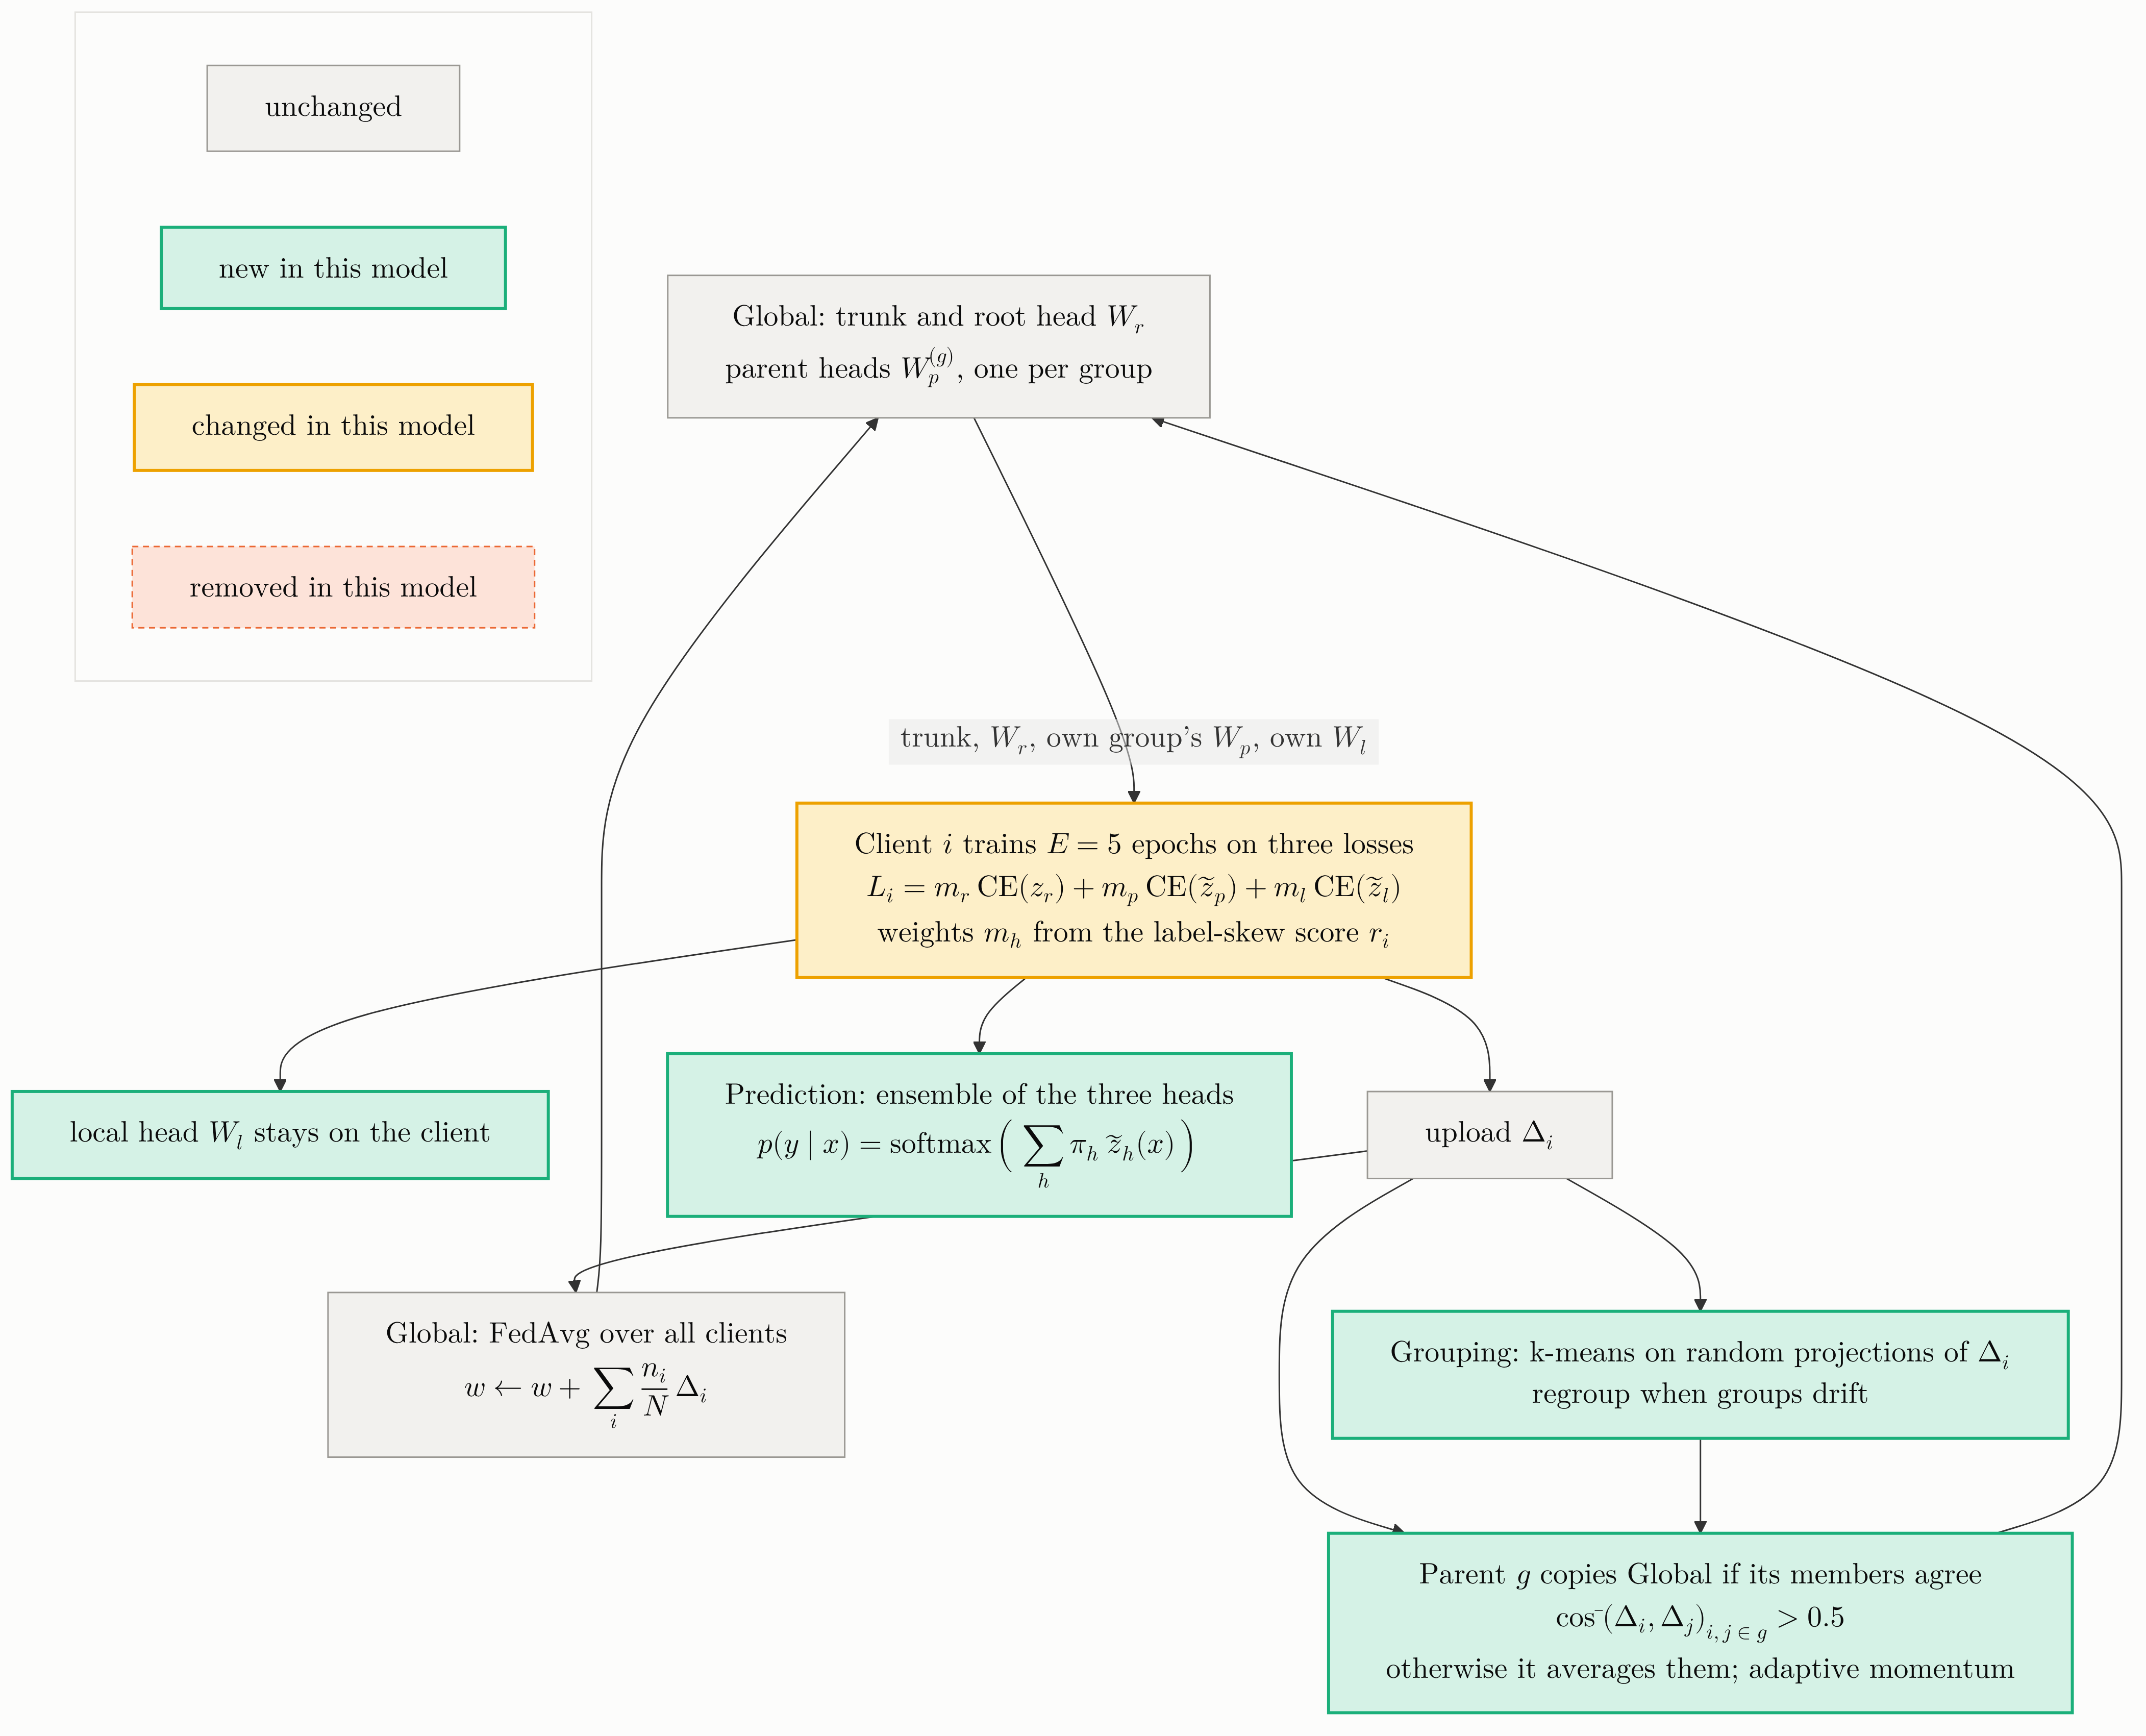 unchanged
new in this model
changed in this model
removed in this model
Global: trunk and root head W_r
parent heads W_p^{(g)}, one per group
trunk, W_r, own group's W_p, own W_l
Client i trains E = 5 epochs on three losses
L_i = m_r CE(z_r) + m_p CE(z̃_p) + m_l CE(z̃_l)
weights m_h from the label-skew score r_i
local head W_l stays on the client
Prediction: ensemble of the three heads
p(y | x) = softmax ( ∑_h π_h z̃_h(x) )
upload Δ_i
Global: FedAvg over all clients
w ← w + ∑_i n_i/N Δ_i
Grouping: k-means on random projections of Δ_i
regroup when groups drift
Parent g copies Global if its members agree
cos¯(Δ_i, Δ_j)_{i, j ∈ g} > 0.5
otherwise it averages them; adaptive momentum